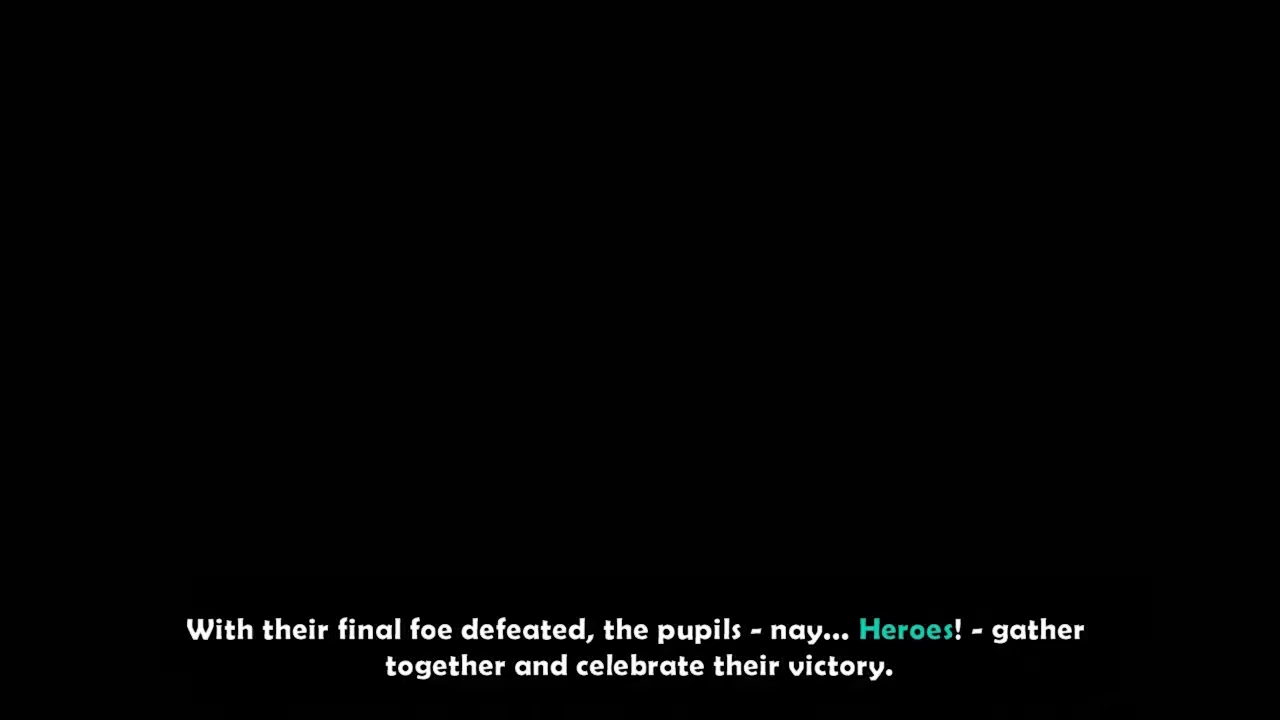 With their final foe defeated, the pupils - nay... Heroes! - gather
together and celebrate their victory.